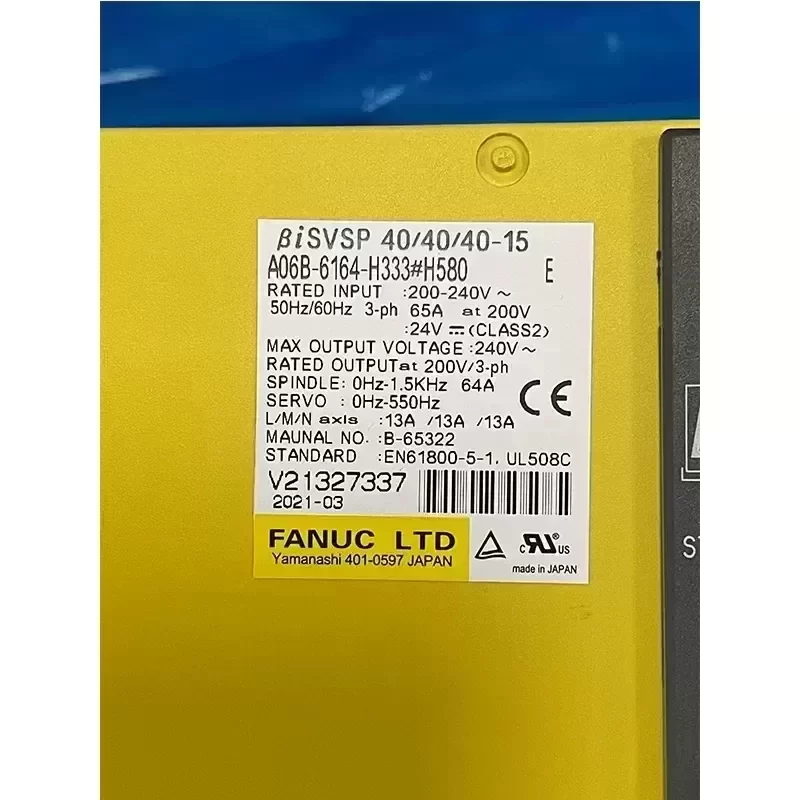 βiSVSP 40/40/40-15
A06B-6164-H333#H580 E
RATED INPUT :200-240V～
50Hz/60Hz 3-ph 65A at 200V
:24V ⎓(CLASS2)
MAX OUTPUT VOLTAGE :240V～
RATED OUTPUT at 200V/3-ph
SPINDLE: 0Hz-1.5KHz 64A
SERVO : 0Hz-550Hz
L/M/N axis :13A /13A /13A
MAUNAL NO. :B-65322
STANDARD :EN61800-5-1, UL508C
CE
V21327337
2021-03
FANUC LTD
Yamanashi 401-0597 JAPAN
c RU US
made in JAPAN